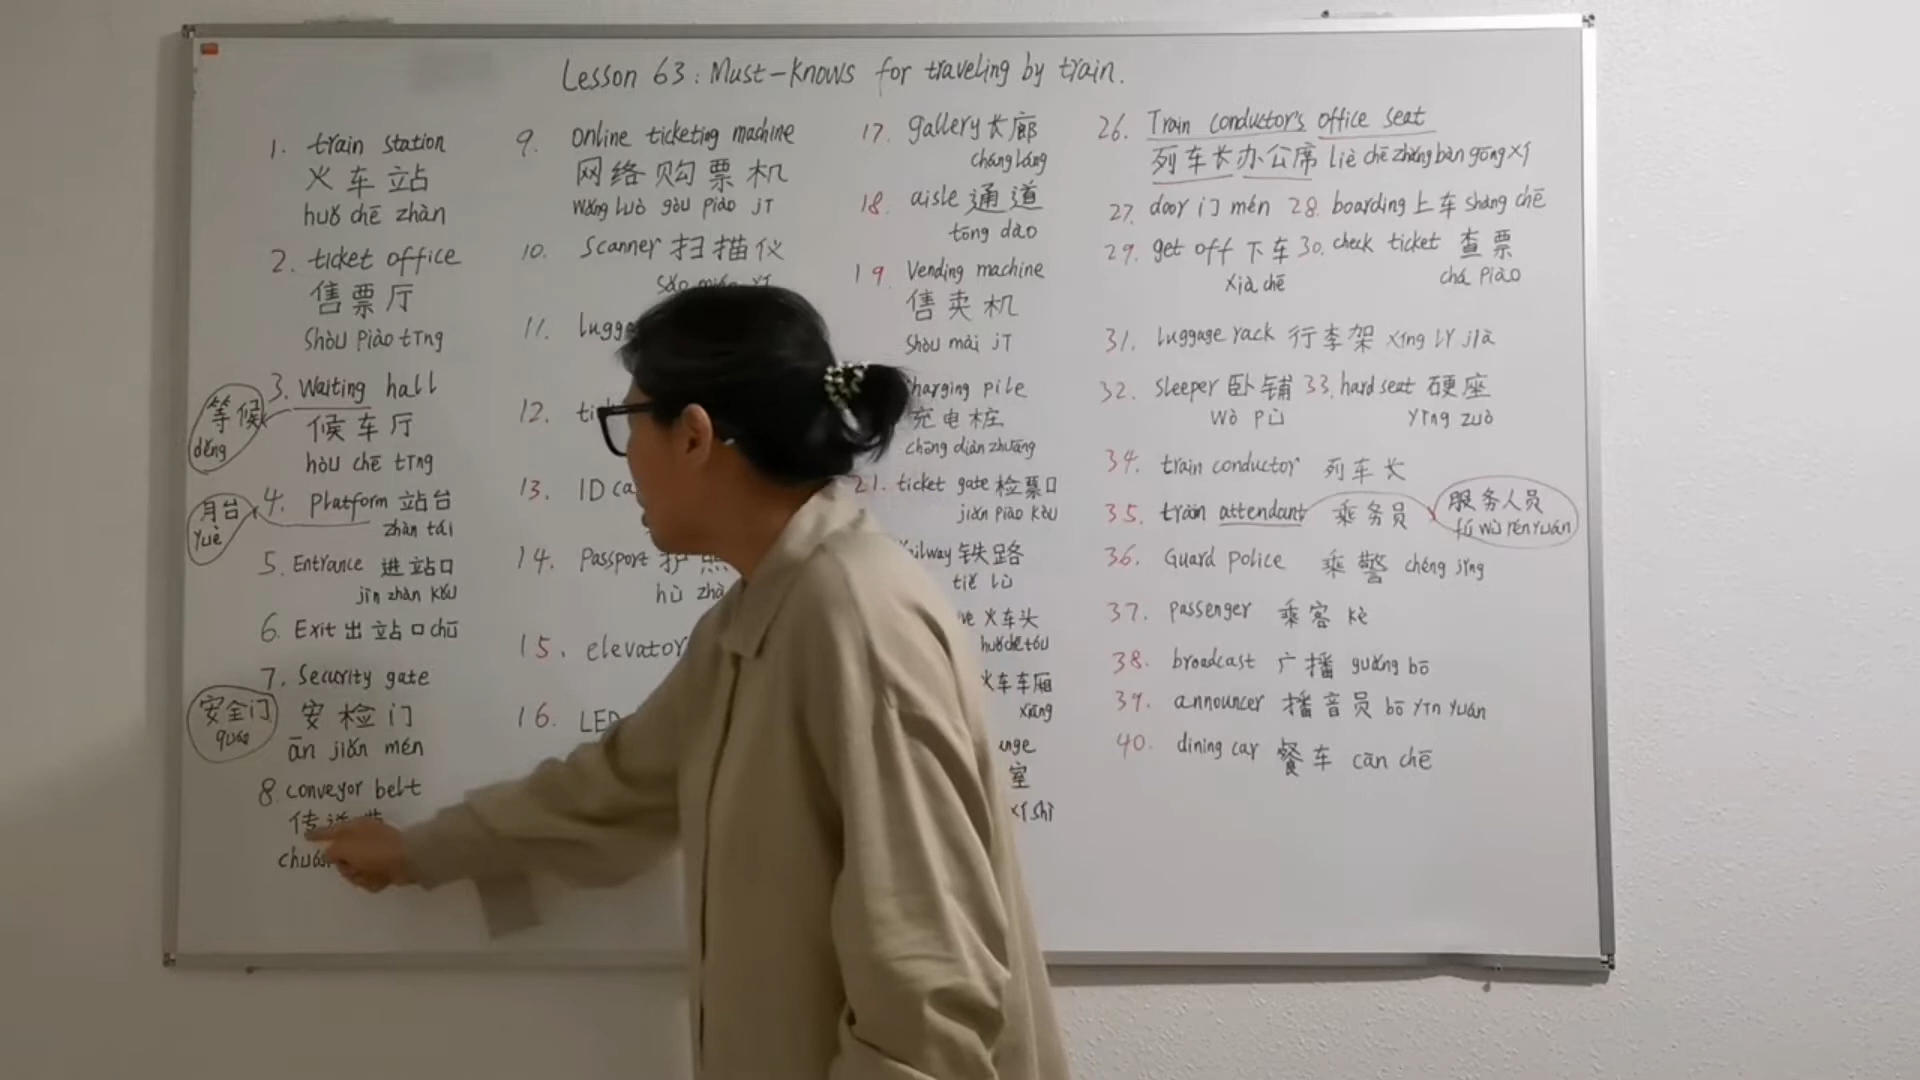 Lesson 63: Must-Knows for traveling by train.
1. train station
火车站
huǒ chē zhàn
2. ticket office
售票厅
shòu piào tīng
3. Waiting hall
等候
děng
候车厅
hòu chē tīng
4. Platform 站台
zhàn tái
月台
yuè
5. Entrance 进站口
jìn zhàn kǒu
6. Exit 出站口 chū
7. Security gate
安全门
quán
安检门
ān jiǎn mén
8. conveyor belt
传送带
9. Online ticketing machine
网络购票机
wǎng luò gòu piào jī
10. Scanner 扫描仪
11.
12.
13. ID
14. Passport 护照
hù
15. elevator
16. LED
17. gallery 长廊
cháng láng
18. aisle 通道
tōng dào
19. Vending machine
售卖机
shòu mài jī
pile
充电桩
chōng diàn zhuāng
21. ticket gate 检票口
jiǎn piào kǒu
铁路
tiě lù
火车头
huǒ chē tóu
火车车厢
xiāng
室
26. Train conductor's office seat
列车长办公席 liè chē zhǎng bàn gōng xí
27. door 门 mén 28. boarding 上车 shàng chē
29. get off 下车 30. check ticket 查票
xià chē chá piào
31. luggage rack 行李架 xíng lǐ jià
32. sleeper 卧铺 33. hard seat 硬座
wò pù yìng zuò
34. train conductor 列车长
35. train attendant 乘务员 服务人员
fú wù rén yuán
36. Guard police 乘警 chéng jǐng
37. passenger 乘客 kè
38. broadcast 广播 guǎng bō
39. announcer 播音员 bō yīn yuán
40. dining car 餐车 cān chē